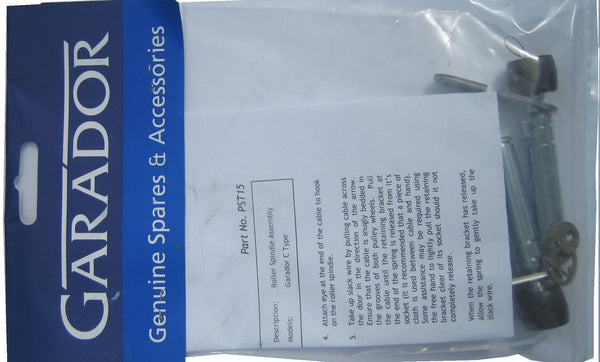 GARADOR
Genuine Spares & Accessories
Part No. PST15
Description: Roller Spindle Assembly
Models: Garador C Type
4. Attach eye at the end of the cable to hook
on the roller spindle.
5. Take up slack wire by pulling cable across
the door in the direction of the arrow.
Ensure that the cable is snugly bedded in
the grooves of both pulley wheels. Pull
the cable until the retaining bracket at
the end of the spring is released from it's
socket (it is recommended that a piece of
cloth is used between cable and hand).
Some assistance may be required using
the free hand to lightly pull the retaining
bracket clear of its socket should it not
completely release.
When the retaining bracket has released,
allow the spring to gently take up the
slack wire.